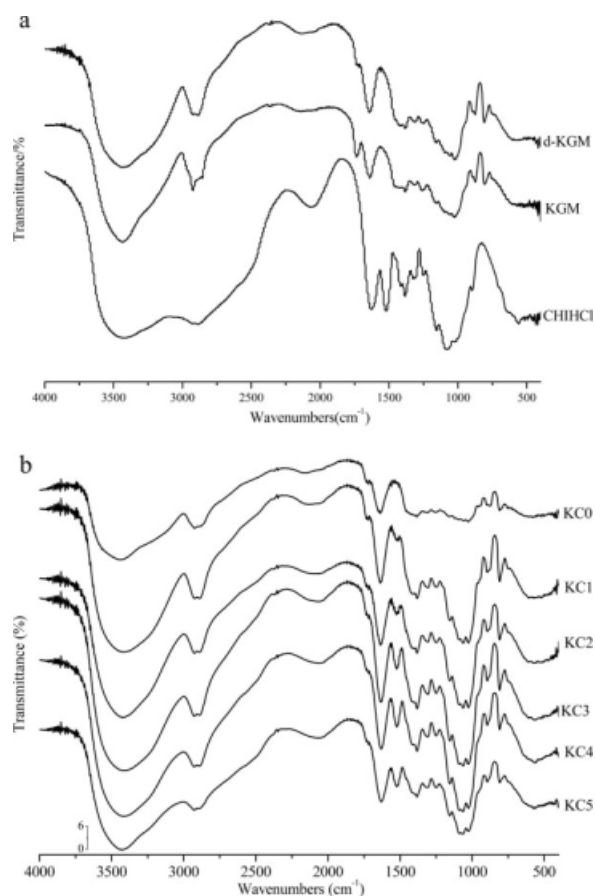 a
Transmittance/%
d-KGM
KGM
CHIHCl
4000 3500 3000 2500 2000 1500 1000 500
Wavenumbers(cm⁻¹)
b
Transmittance (%)
KC0
KC1
KC2
KC3
KC4
KC5
6
0
4000 3500 3000 2500 2000 1500 1000 500
Wavenumbers (cm⁻¹)